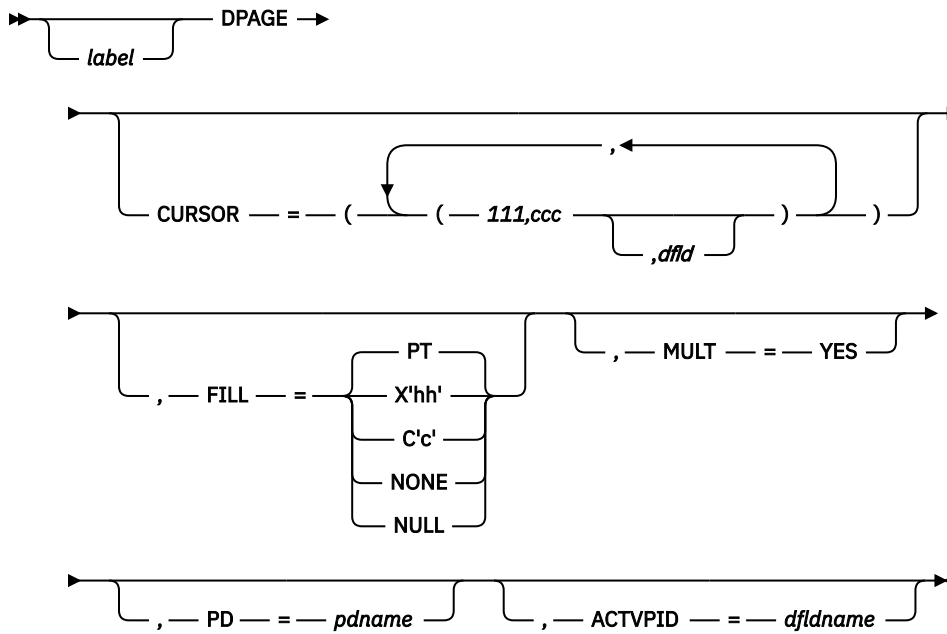 DPAGE
label
,
CURSOR = ( ( 111,ccc ) )
,dfld
PT
, FILL = X'hh' , MULT = YES
C'c'
NONE
NULL
, PD = pdname , ACTVPID = dfldname